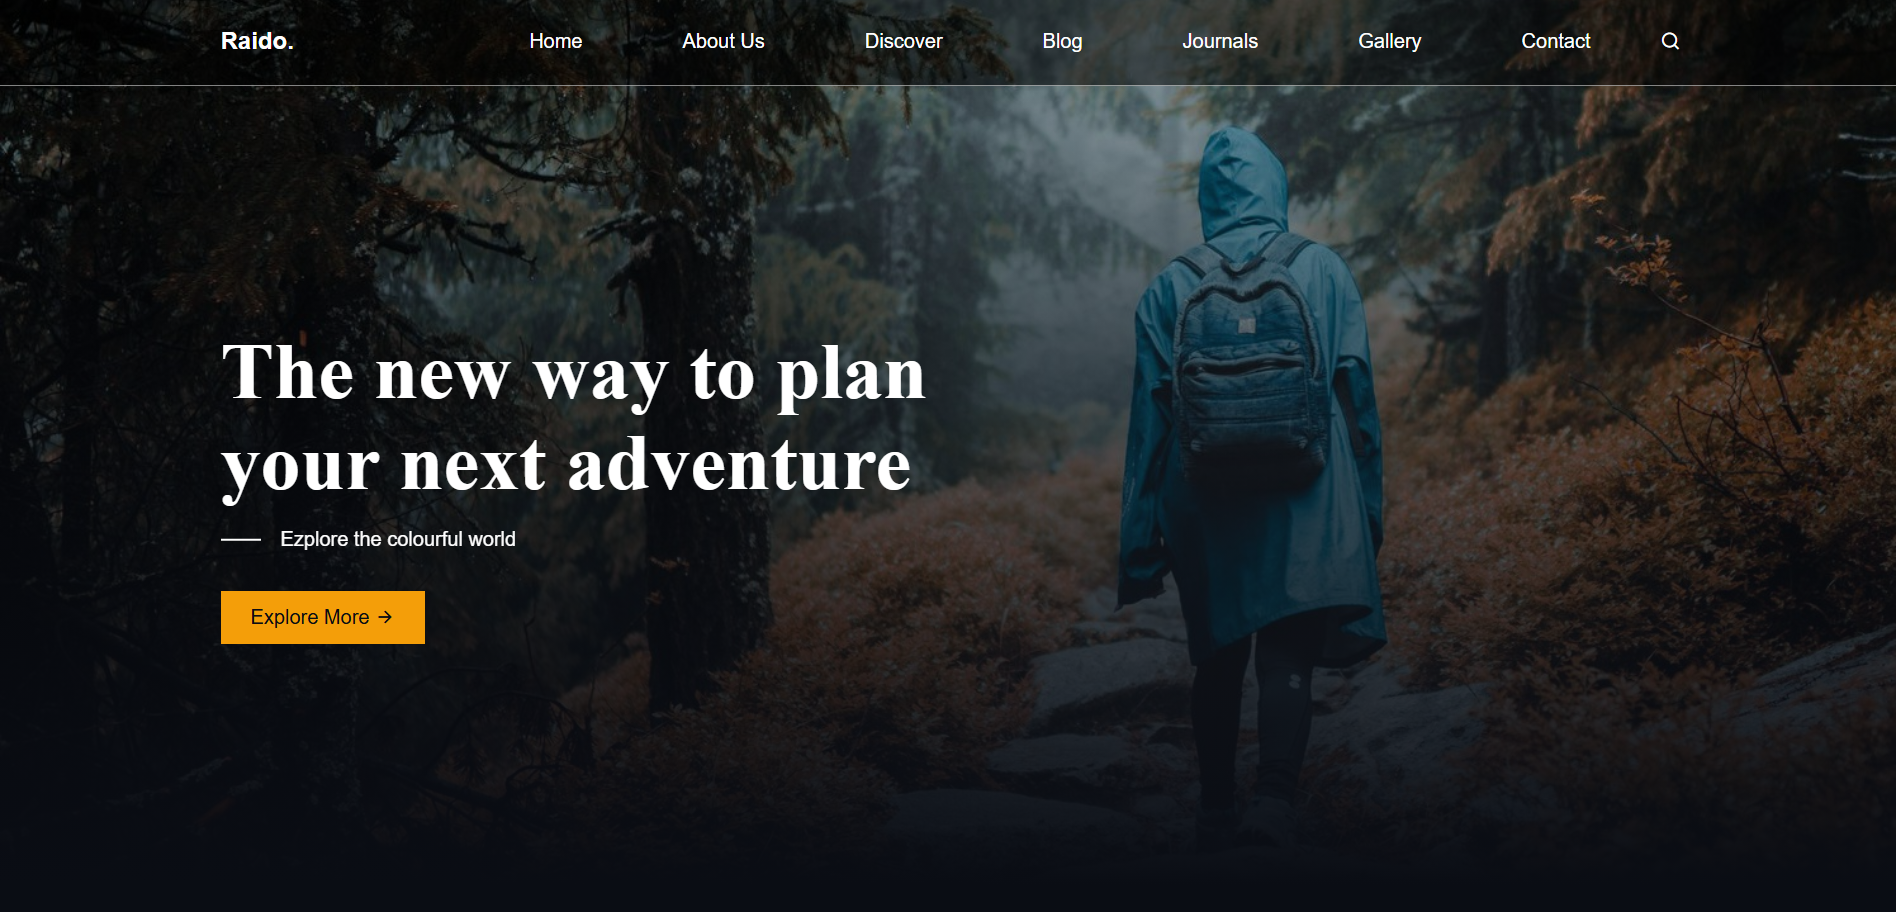 Raido.
Home About Us Discover Blog Journals Gallery Contact
The new way to plan
your next adventure
Ezplore the colourful world
Explore More →